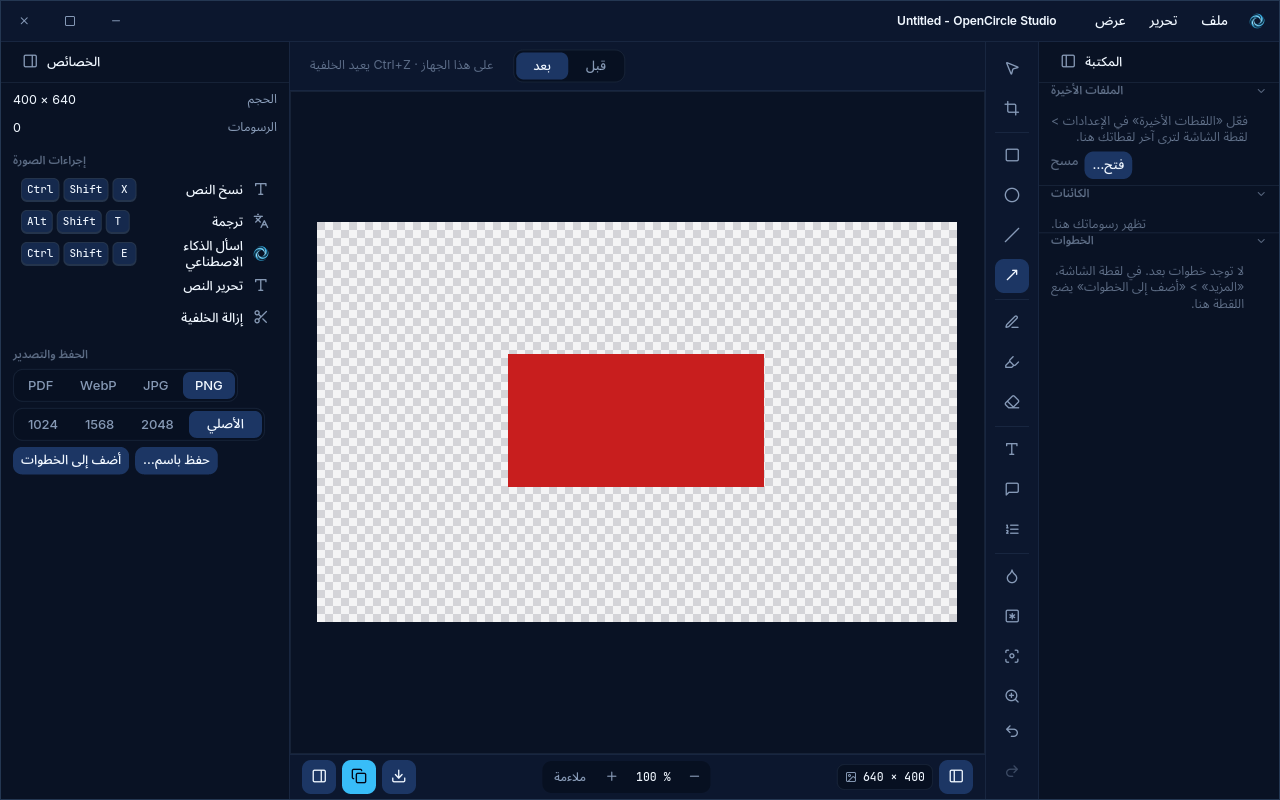 ملف تحرير عرض Untitled - OpenCircle Studio
المكتبة
الملفات الأخيرة
فعّل «اللقطات الأخيرة» في الإعدادات >
لقطة الشاشة لترى آخر لقطاتك هنا.
فتح... مسح
الكائنات
تظهر رسوماتك هنا.
الخطوات
لا توجد خطوات بعد. في لقطة الشاشة،
«المزيد» > «أضف إلى الخطوات» يضع
اللقطة هنا.
قبل بعد على هذا الجهاز · Ctrl+Z يعيد الخلفية
640 × 400
− 100 % + ملاءمة
الخصائص
الحجم 640 × 400
الرسومات 0
إجراءات الصورة
نسخ النص Ctrl Shift X
ترجمة Alt Shift T
اسأل الذكاء
الاصطناعي Ctrl Shift E
تحرير النص
إزالة الخلفية
الحفظ والتصدير
PNG JPG WebP PDF
الأصلي 2048 1568 1024
حفظ باسم... أضف إلى الخطوات